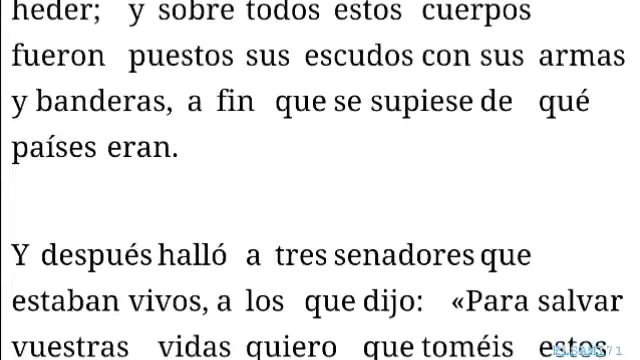 heder; y sobre todos estos cuerpos
fueron puestos sus escudos con sus armas
y banderas, a fin que se supiese de qué
países eran.
Y después halló a tres senadores que
estaban vivos, a los que dijo: «Para salvar
vuestras vidas quiero que toméis estos